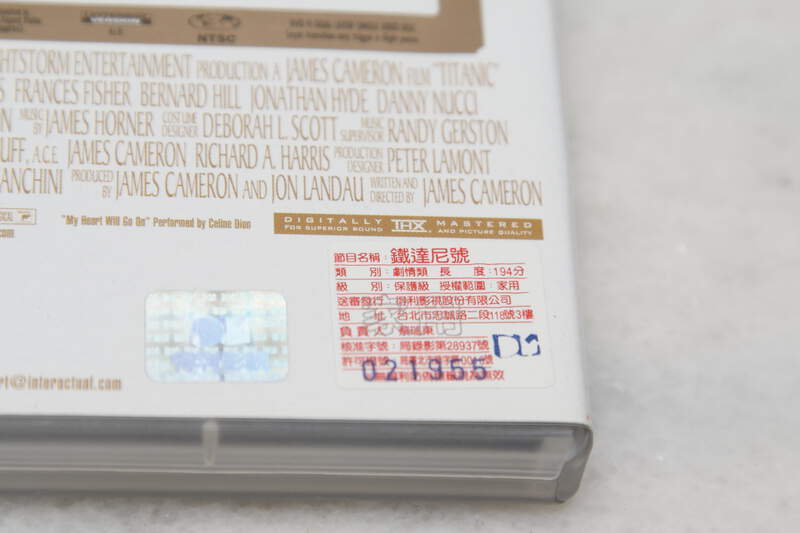 VERSION
NTSC
GHTSTORM ENTERTAINMENT PRODUCTION A JAMES CAMERON FILM "TITANIC"
S FRANCES FISHER BERNARD HILL JONATHAN HYDE DANNY NUCCI
N MUSIC BY JAMES HORNER COSTUME DESIGNER DEBORAH L. SCOTT MUSIC SUPERVISOR RANDY GERSTON
UFF, A.C.E. JAMES CAMERON RICHARD A. HARRIS PRODUCTION DESIGNER PETER LAMONT
ANCHINI PRODUCED BY JAMES CAMERON AND JON LANDAU WRITTEN AND DIRECTED BY JAMES CAMERON
"My Heart Will Go On" Performed by Celine Dion
DIGITALLY THX MASTERED
FOR SUPERIOR SOUND AND PICTURE QUALITY
.com
節目名稱:鐵達尼號
類 別:劇情類 長 度:194分
級 別:保護級 授權範圍:家用
送審發行:得利影視股份有限公司
地 址:台北市忠誠路二段118號3樓
負責人
核准字號:局錄影第28937號
021955
rt@interactual.com